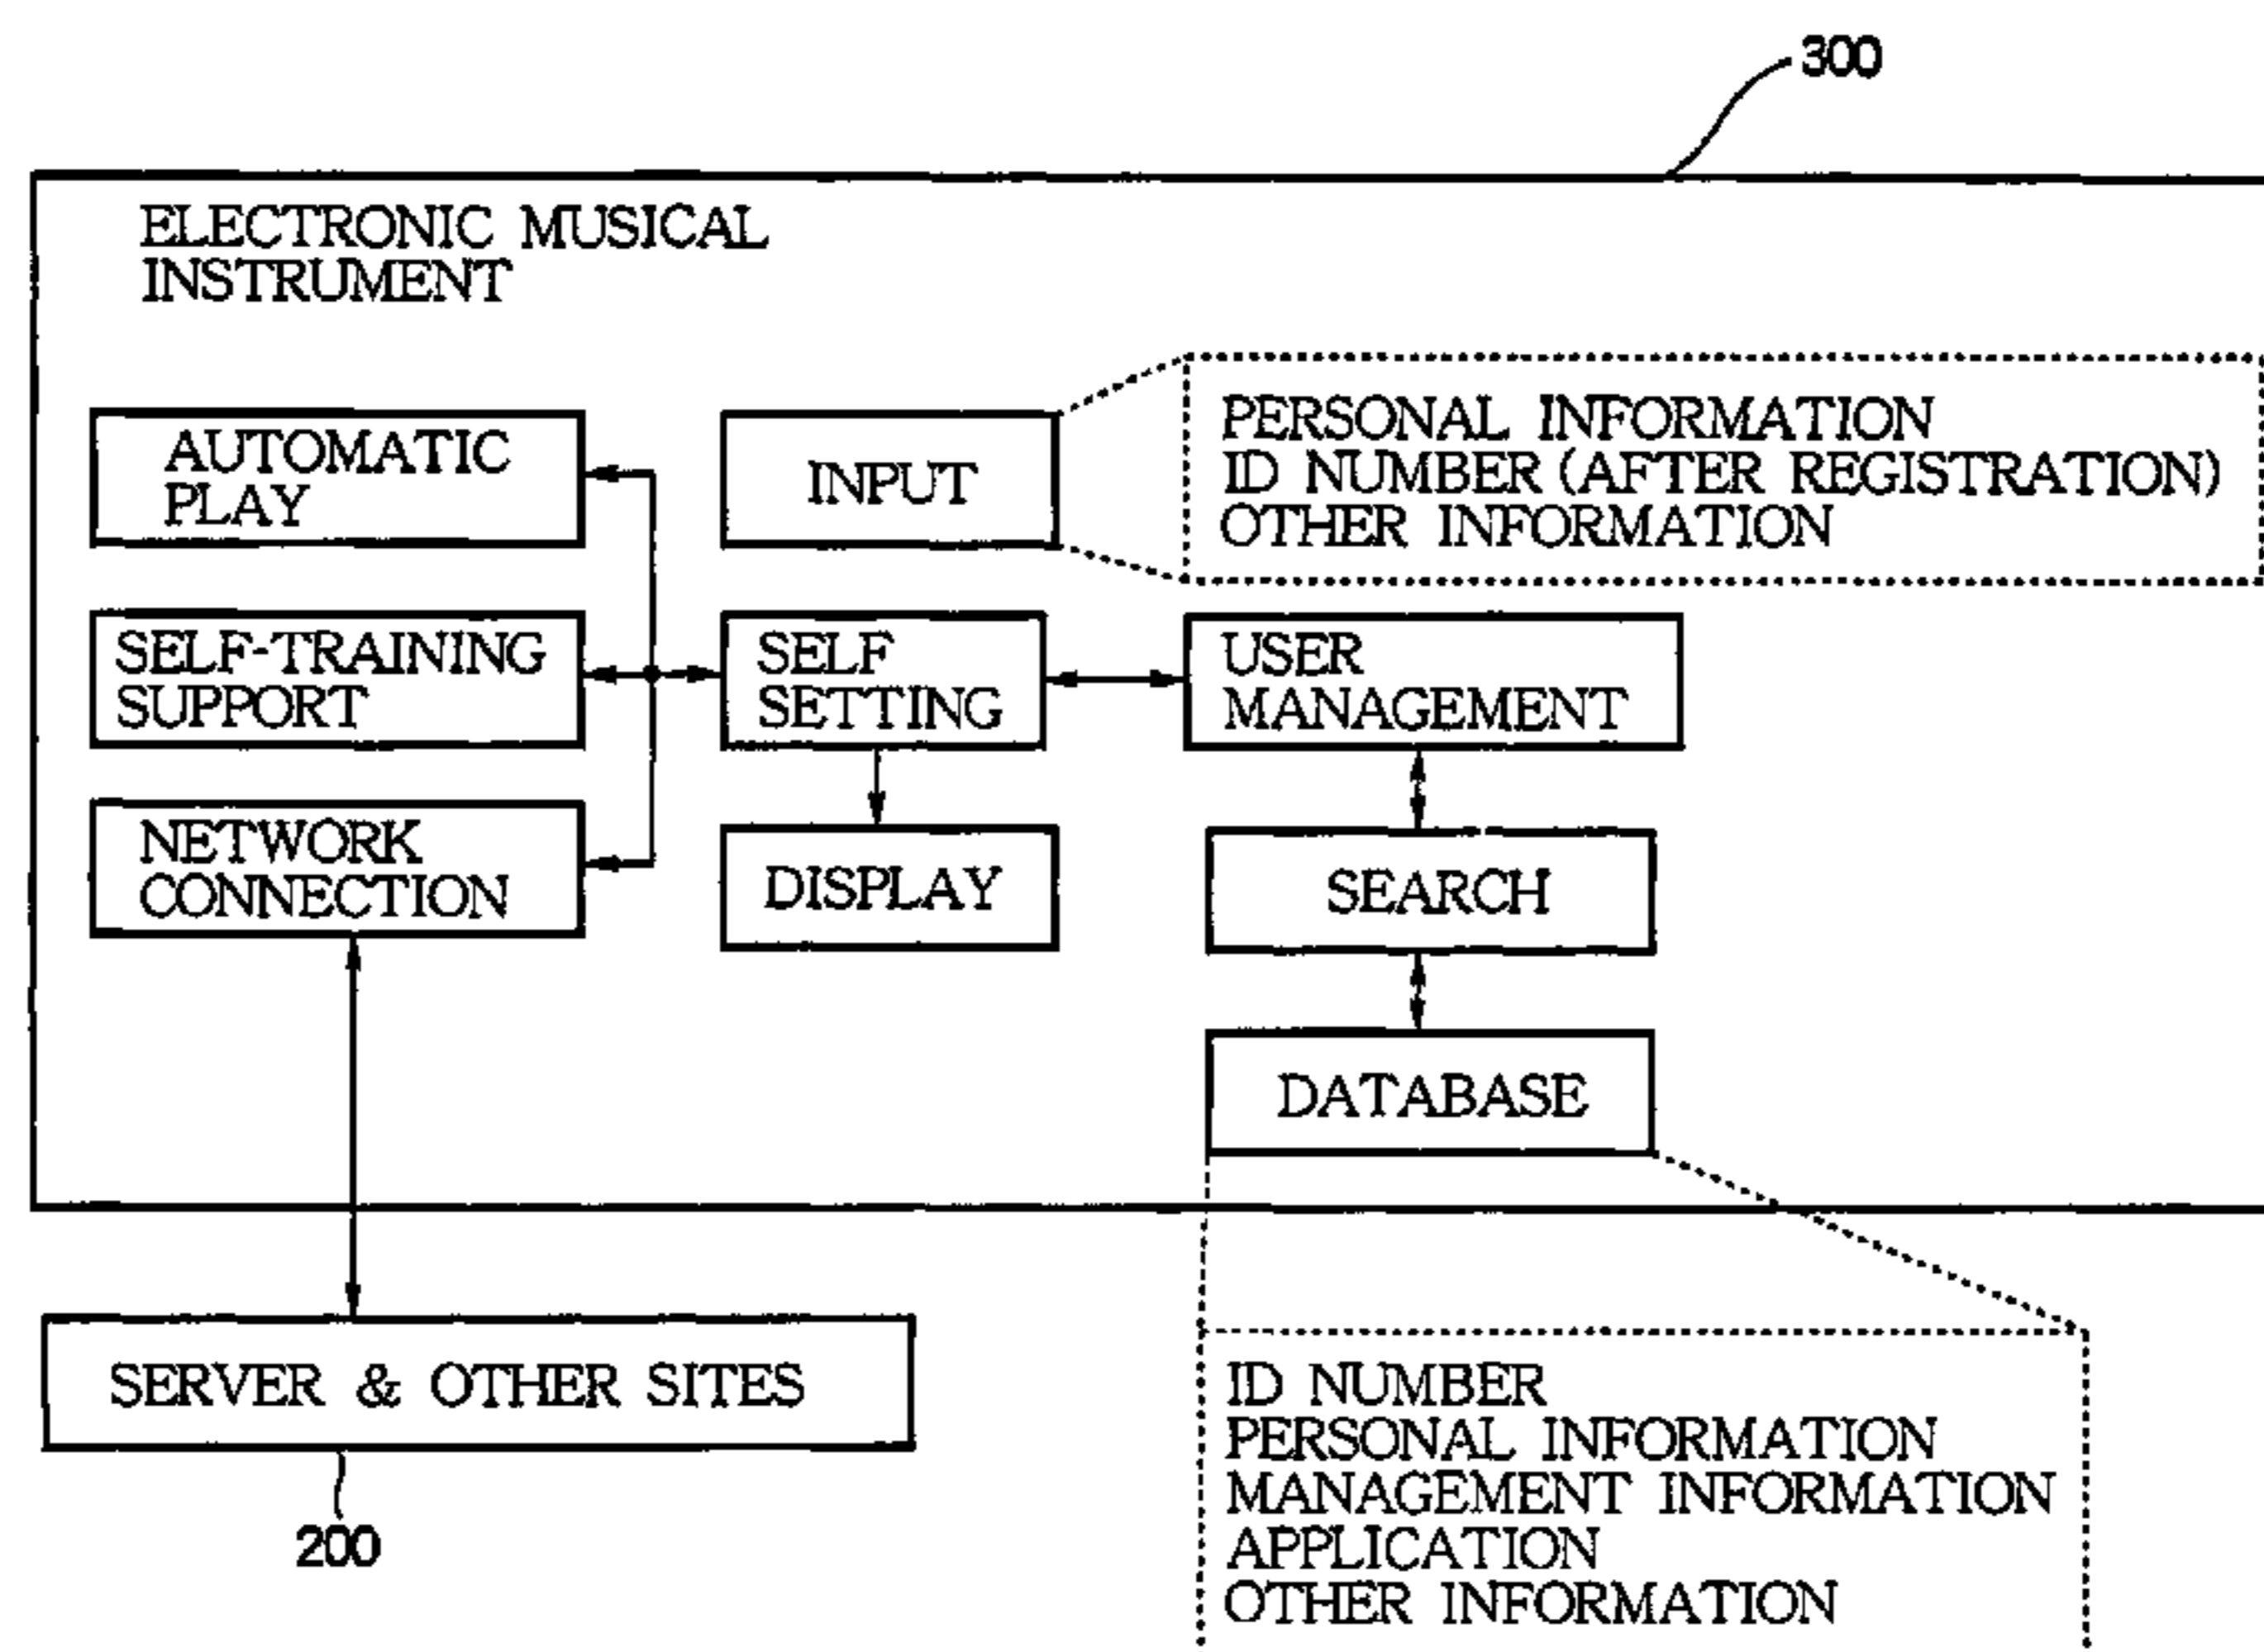 300
ELECTRONIC MUSICAL
INSTRUMENT
AUTOMATIC
PLAY
INPUT
PERSONAL INFORMATION
ID NUMBER (AFTER REGISTRATION)
OTHER INFORMATION
SELF-TRAINING
SUPPORT
SELF
SETTING
USER
MANAGEMENT
NETWORK
CONNECTION
DISPLAY
SEARCH
DATABASE
SERVER & OTHER SITES
200
ID NUMBER
PERSONAL INFORMATION
MANAGEMENT INFORMATION
APPLICATION
OTHER INFORMATION